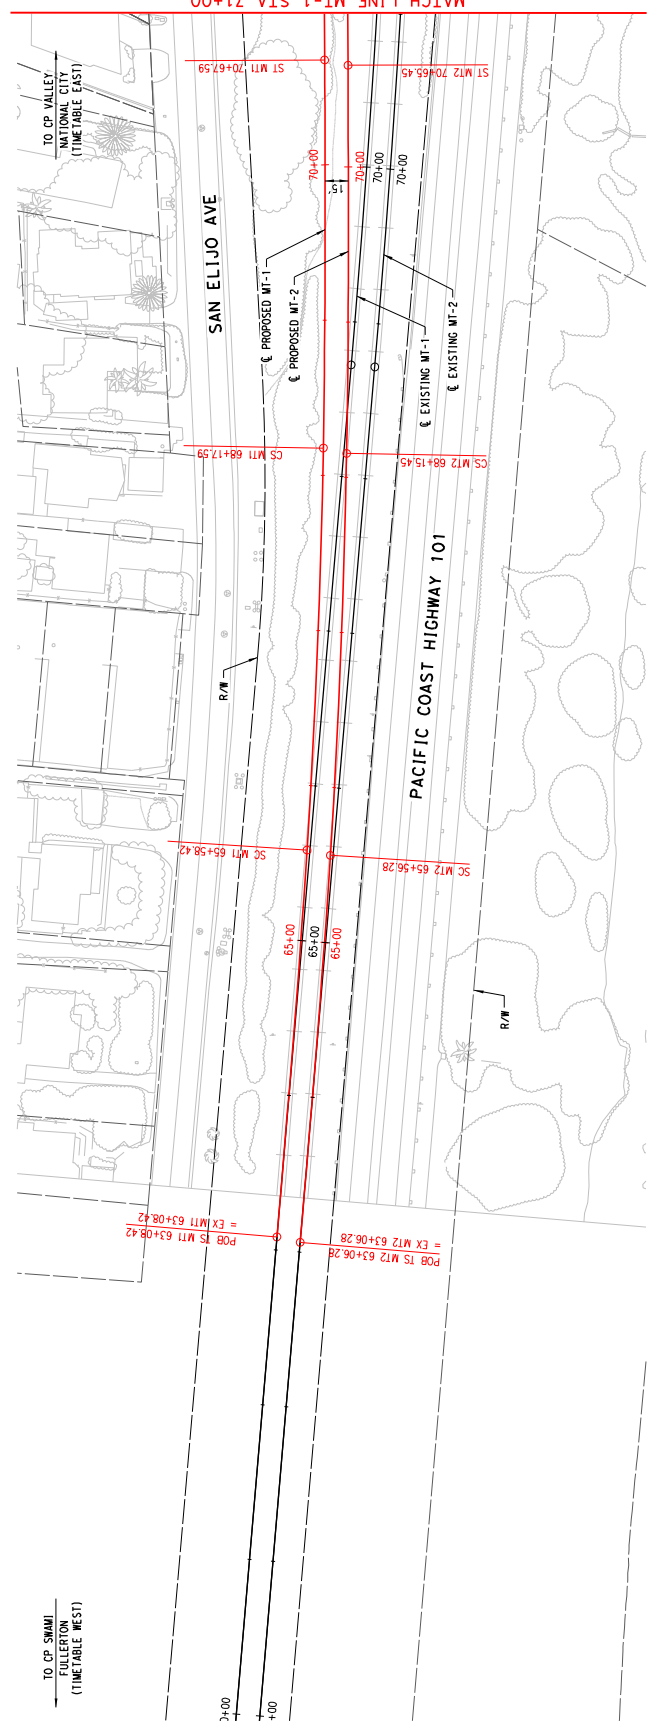 MATCH LINE MT-1 STA 71+00
TO CP VALLEY
NATIONAL CITY
(TIMETABLE EAST)
ST MT1 70+67.59
ST MT2 70+65.45
70+00
70+00
70+00
70+00
15'
SAN ELIJO AVE
℄ PROPOSED MT-1
℄ PROPOSED MT-2
℄ EXISTING MT-1
℄ EXISTING MT-2
CS MT1 68+17.59
CS MT2 68+15.45
PACIFIC COAST HIGHWAY 101
R/W
SC MT1 65+58.42
SC MT2 65+56.28
65+00
65+00
65+00
R/W
POB TS MT1 63+08.42
= EX MT1 63+08.42
POB TS MT2 63+06.28
= EX MT2 63+06.28
TO CP SWAMI
FULLERTON
(TIMETABLE WEST)
0+00
+00